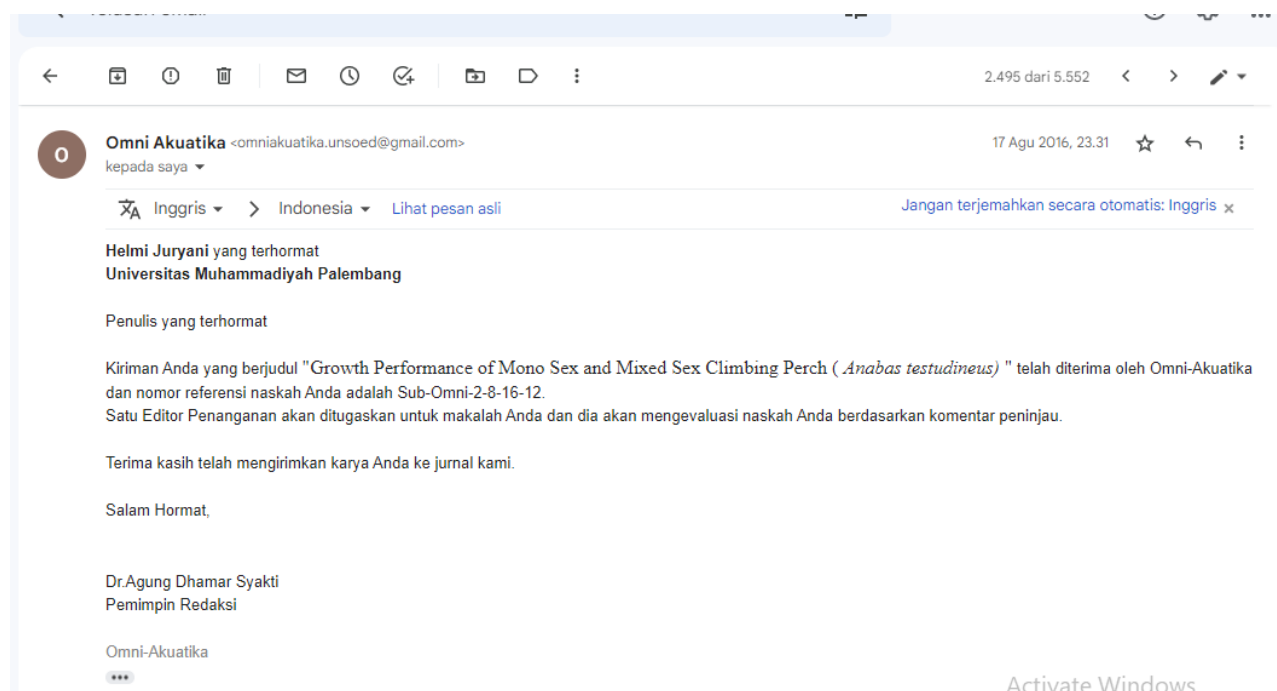 2.495 dari 5.552
Omni Akuatika <omniakuatika.unsoed@gmail.com>
17 Agu 2016, 23.31
kepada saya
Inggris > Indonesia Lihat pesan asli
Jangan terjemahkan secara otomatis: Inggris x
Helmi Juryani yang terhormat
Universitas Muhammadiyah Palembang
Penulis yang terhormat
Kiriman Anda yang berjudul "Growth Performance of Mono Sex and Mixed Sex Climbing Perch ( Anabas testudineus) " telah diterima oleh Omni-Akuatika
dan nomor referensi naskah Anda adalah Sub-Omni-2-8-16-12.
Satu Editor Penanganan akan ditugaskan untuk makalah Anda dan dia akan mengevaluasi naskah Anda berdasarkan komentar peninjau.
Terima kasih telah mengirimkan karya Anda ke jurnal kami.
Salam Hormat,
Dr.Agung Dhamar Syakti
Pemimpin Redaksi
Omni-Akuatika
Activate Windows